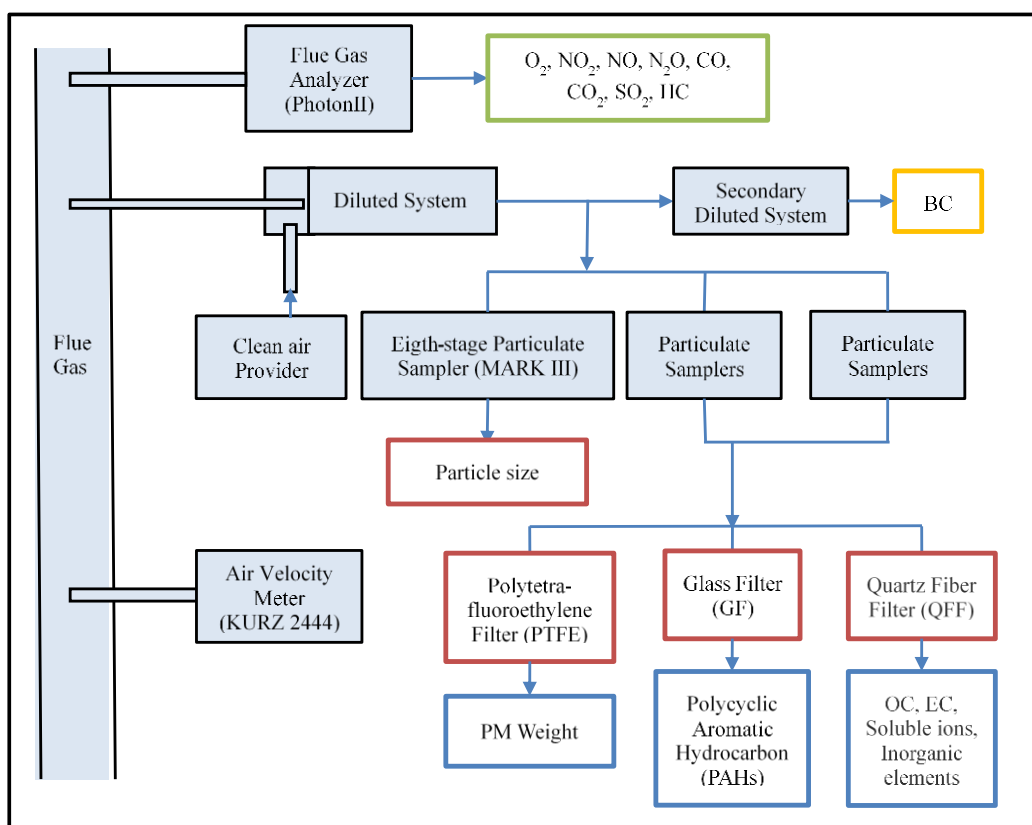 Flue Gas
Analyzer
(PhotonII)
O₂, NO₂, NO, N₂O, CO,
CO₂, SO₂, HC
Diluted System
Secondary
Diluted System
BC
Flue
Gas
Clean air
Provider
Eigth-stage Particulate
Sampler (MARK III)
Particulate
Samplers
Particulate
Samplers
Particle size
Air Velocity
Meter
(KURZ 2444)
Polytetra-
fluoroethylene
Filter (PTFE)
Glass Filter
(GF)
Quartz Fiber
Filter (QFF)
PM Weight
Polycyclic
Aromatic
Hydrocarbon
(PAHs)
OC, EC,
Soluble ions,
Inorganic
elements